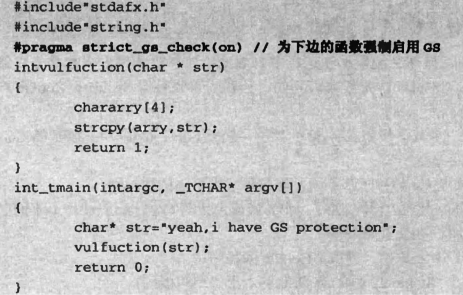 #include"stdafx.h"
#include"string.h"
#pragma strict_gs_check(on) // 为下边的函数强制启用 GS
intvulfuction(char * str)
{
chararry[4];
strcpy(arry,str);
return 1;
}
int_tmain(intargc, _TCHAR* argv[])
{
char* str="yeah,i have GS protection";
vulfuction(str);
return 0;
}